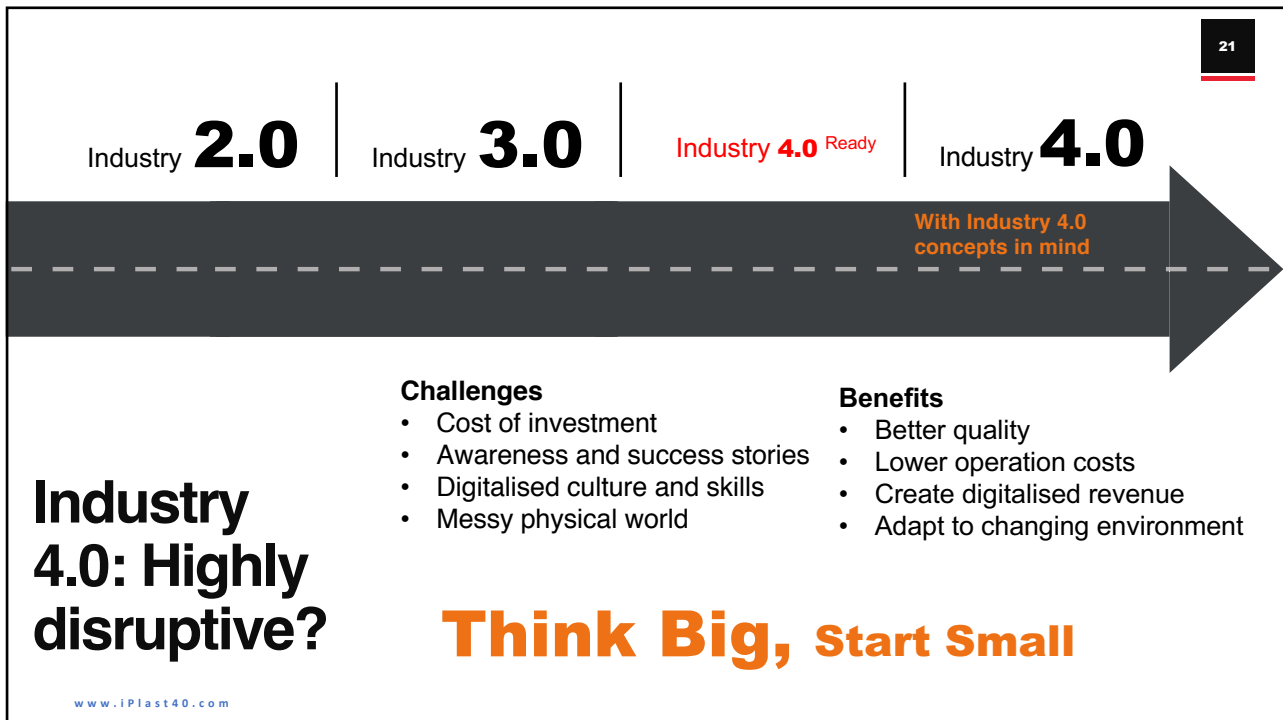 21
Industry 2.0
Industry 3.0
Industry 4.0 Ready
Industry 4.0
With Industry 4.0
concepts in mind
Challenges
• Cost of investment
• Awareness and success stories
• Digitalised culture and skills
• Messy physical world
Benefits
• Better quality
• Lower operation costs
• Create digitalised revenue
• Adapt to changing environment
Industry
4.0: Highly
disruptive?
Think Big, Start Small
www.iPlast40.com